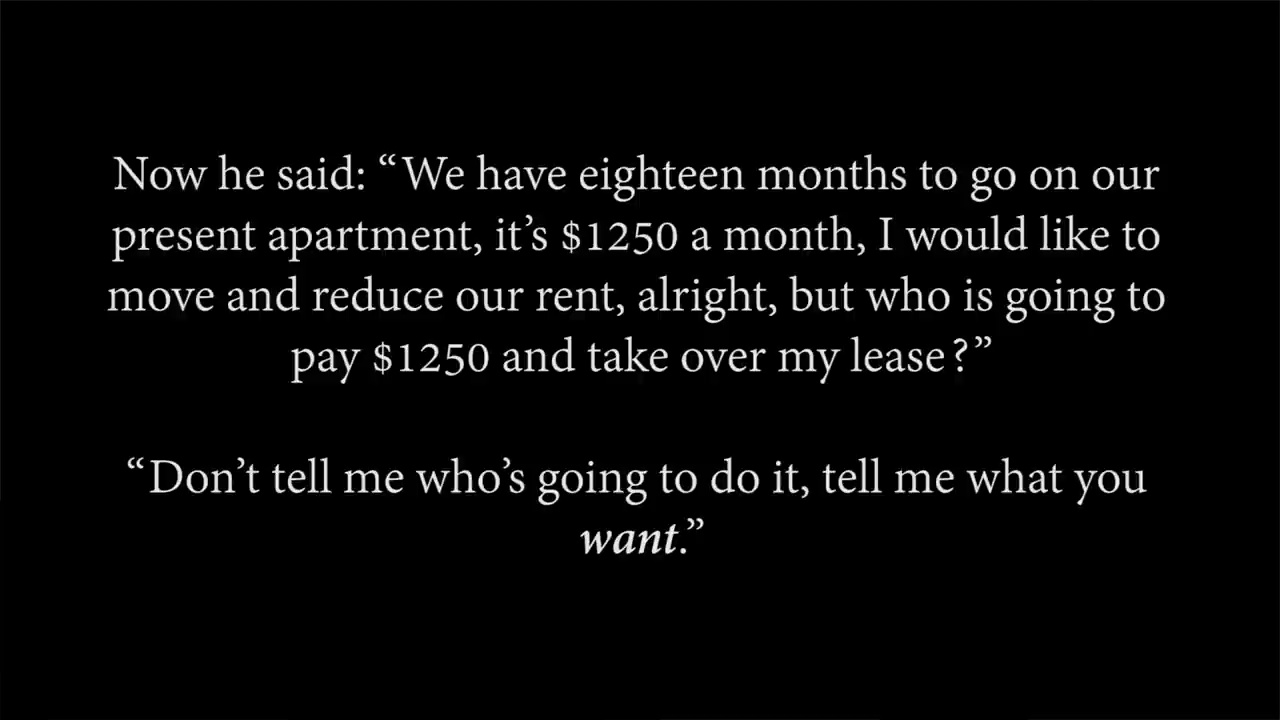 Now he said: “We have eighteen months to go on our
present apartment, it’s $1250 a month, I would like to
move and reduce our rent, alright, but who is going to
pay $1250 and take over my lease?”
“Don’t tell me who’s going to do it, tell me what you
want.”